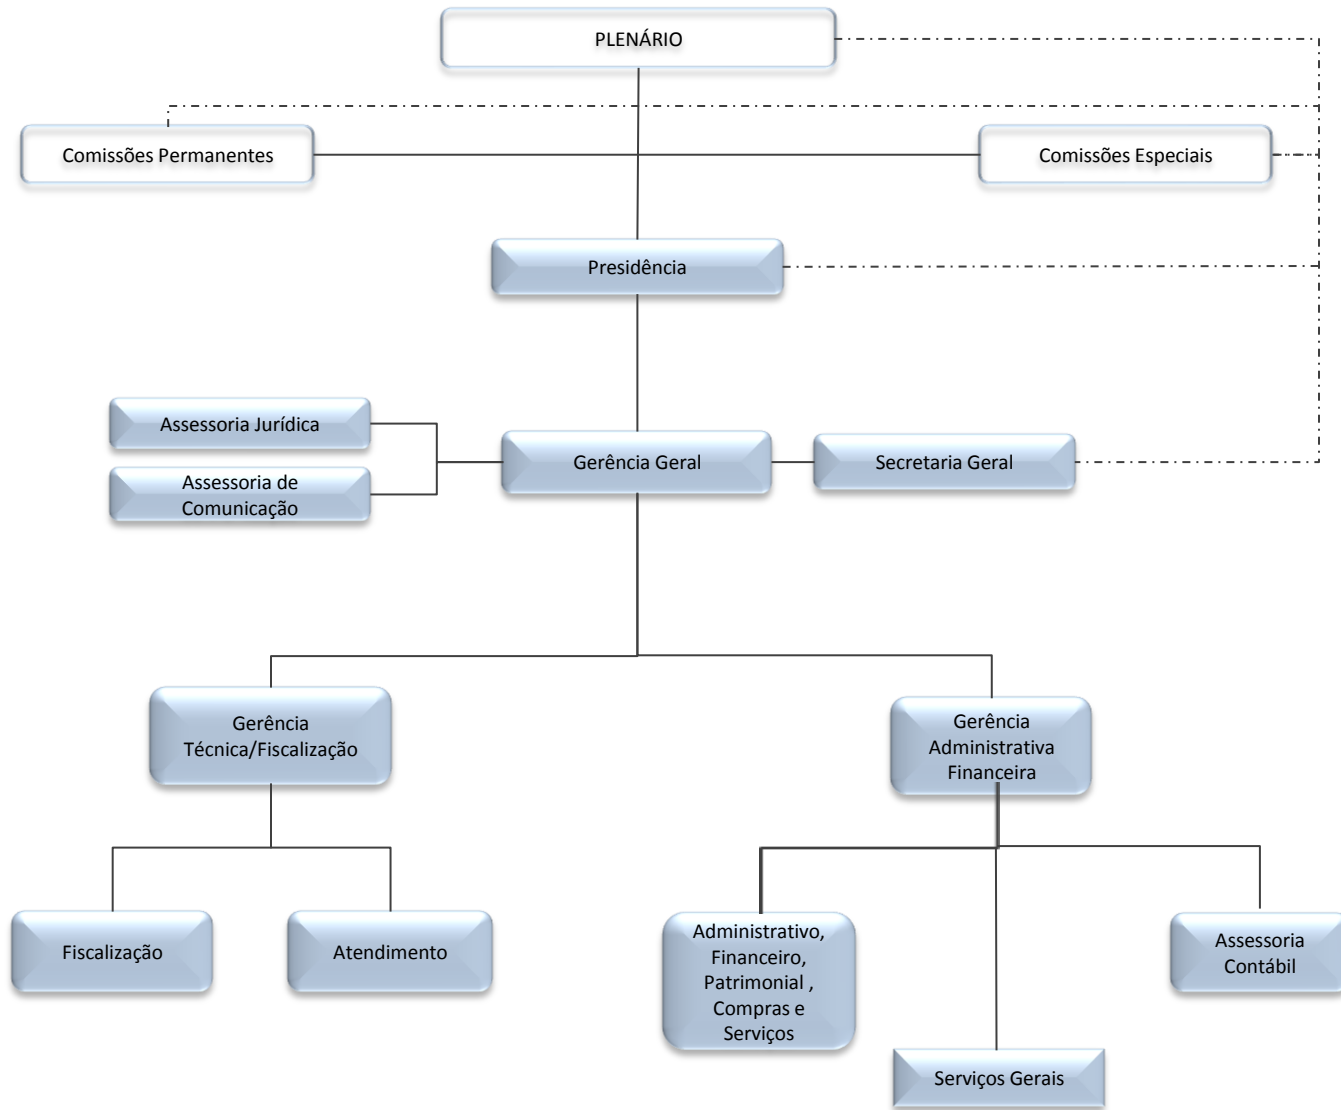 PLENÁRIO
Comissões Permanentes
Comissões Especiais
Presidência
Assessoria Jurídica
Gerência Geral
Secretaria Geral
Assessoria de
Comunicação
Gerência
Técnica/Fiscalização
Gerência
Administrativa
Financeira
Fiscalização
Atendimento
Administrativo,
Financeiro,
Patrimonial ,
Compras e
Serviços
Assessoria
Contábil
Serviços Gerais